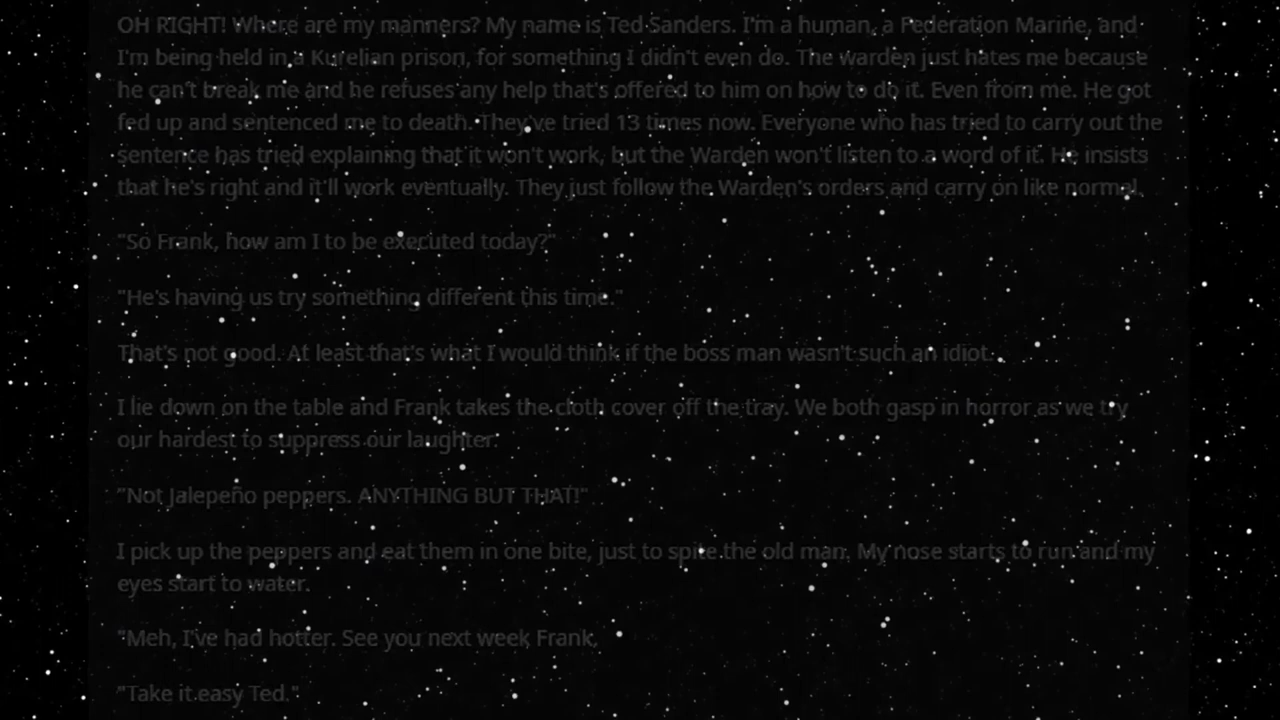 OH RIGHT! Where are my manners? My name is Ted Sanders. I'm a human, a Federation Marine, and
I'm being held in a Kurelian prison, for something I didn't even do. The warden just hates me because
he can't break me and he refuses any help that's offered to him on how to do it. Even from me. He got
fed up and sentenced me to death. They've tried 13 times now. Everyone who has tried to carry out the
sentence has tried explaining that it won't work, but the Warden won't listen to a word of it. He insists
that he's right and it'll work eventually. They just follow the Warden's orders and carry on like normal.
"So Frank, how am I to be executed today?"
"He's having us try something different this time."
That's not good. At least that's what I would think if the boss man wasn't such an idiot.
I lie down on the table and Frank takes the cloth cover off the tray. We both gasp in horror as we try
our hardest to suppress our laughter.
"Not Jalepeño peppers. ANYTHING BUT THAT!"
I pick up the peppers and eat them in one bite, just to spite the old man. My nose starts to run and my
eyes start to water.
"Meh, I've had hotter. See you next week Frank,
"Take it easy Ted."